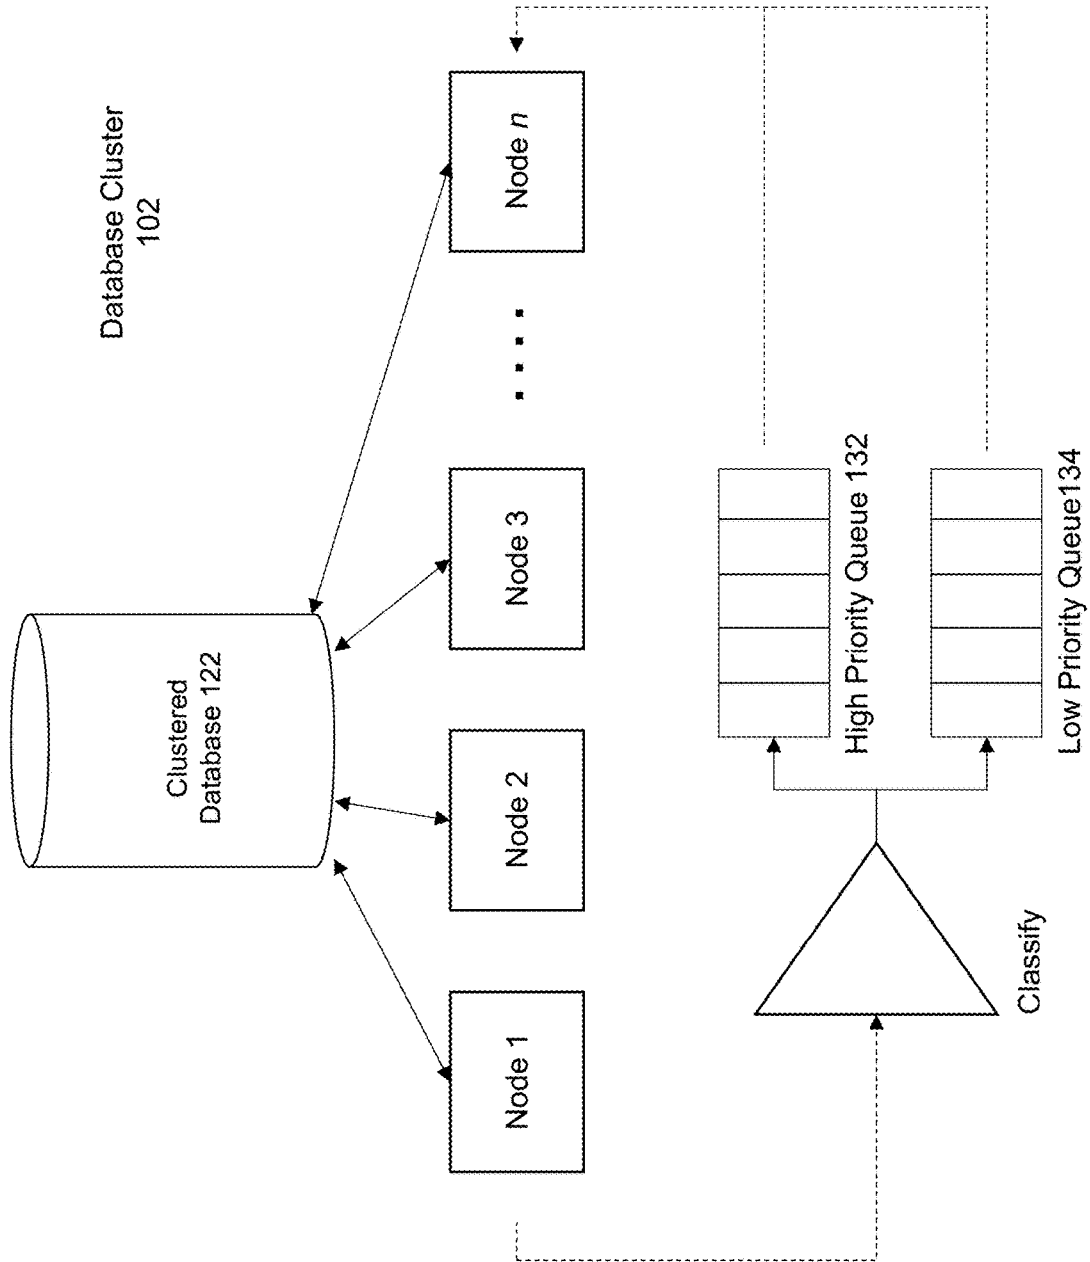 Database Cluster
102
Clustered
Database 122
Node 1
Node 2
Node 3
Node n
High Priority Queue 132
Classify
Low Priority Queue134